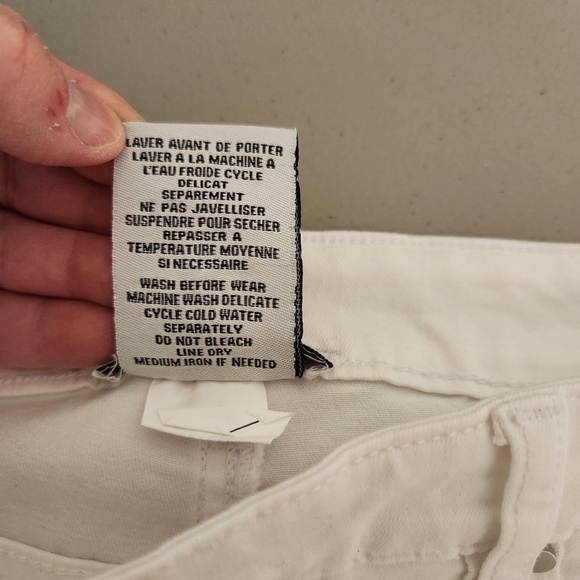 LAVER AVANT DE PORTER
LAVER A LA MACHINE A
L'EAU FROIDE CYCLE
DELICAT
SEPAREMENT
NE PAS JAVELLISER
SUSPENDRE POUR SECHER
REPASSER A
TEMPERATURE MOYENNE
SI NECESSAIRE
WASH BEFORE WEAR
MACHINE WASH DELICATE
CYCLE COLD WATER
SEPARATELY
DO NOT BLEACH
LINE DRY
MEDIUM IRON IF NEEDED